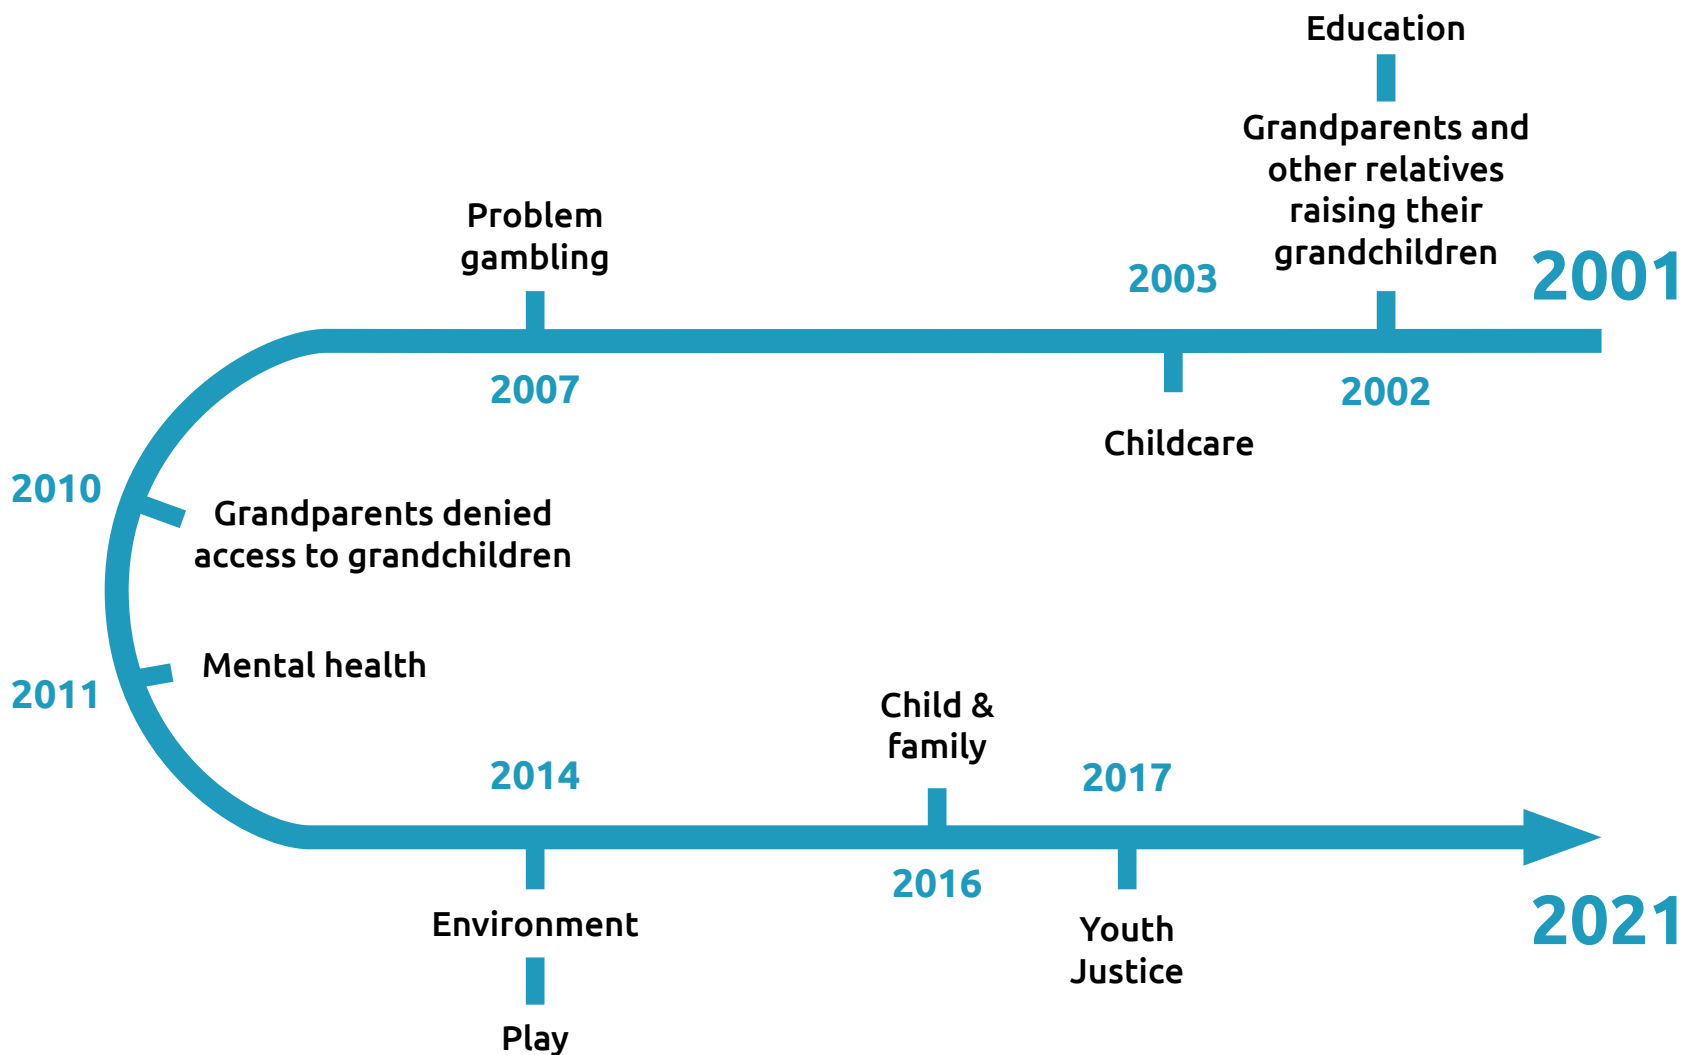 2001
Education
Grandparents and
other relatives
raising their
grandchildren
2002
2003
Childcare
Problem
gambling
2007
2010
Grandparents denied
access to grandchildren
2011
Mental health
2014
Environment
Play
Child &
family
2016
2017
Youth
Justice
2021